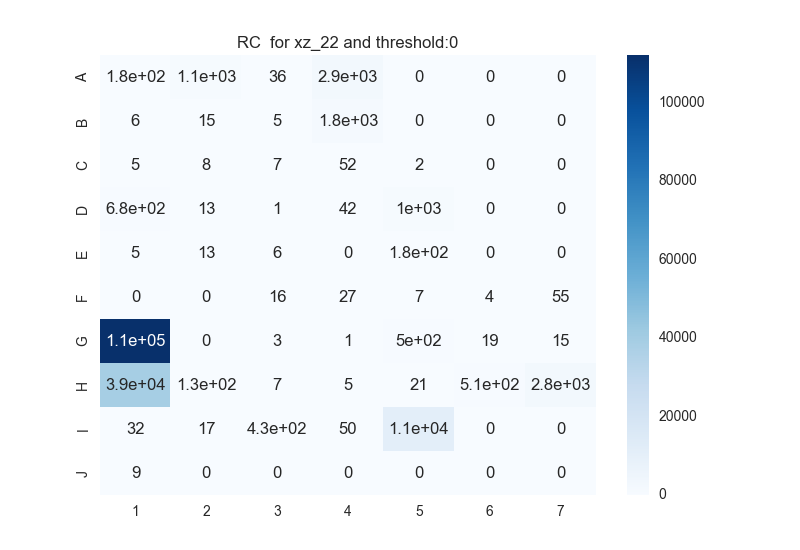 RC  for xz_22 and threshold:0
A 1.8e+02 1.1e+03 36 2.9e+03 0 0 0
B 6 15 5 1.8e+03 0 0 0
C 5 8 7 52 2 0 0
D 6.8e+02 13 1 42 1e+03 0 0
E 5 13 6 0 1.8e+02 0 0
F 0 0 16 27 7 4 55
G 1.1e+05 0 3 1 5e+02 19 15
H 3.9e+04 1.3e+02 7 5 21 5.1e+02 2.8e+03
I 32 17 4.3e+02 50 1.1e+04 0 0
J 9 0 0 0 0 0 0
1 2 3 4 5 6 7
100000
80000
60000
40000
20000
0